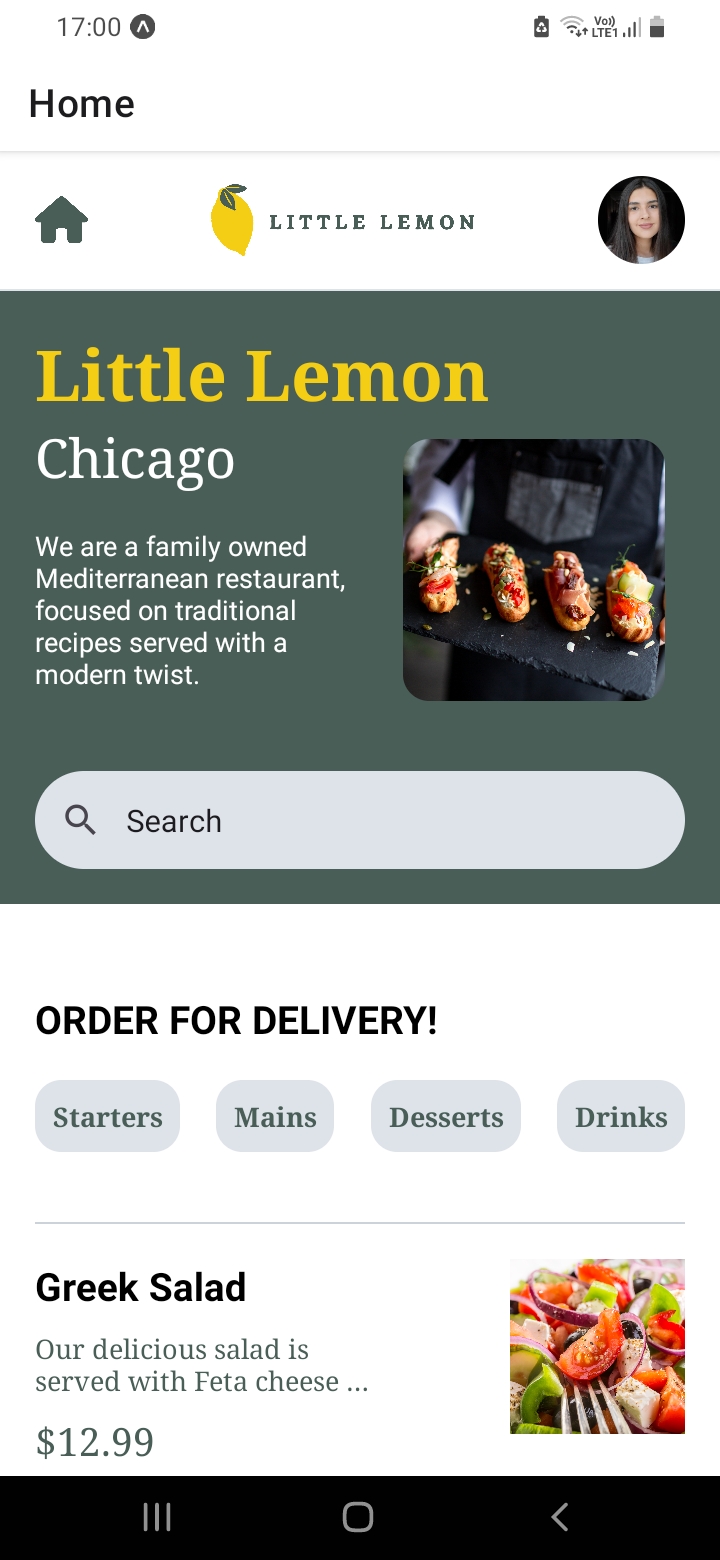 17:00
Vo))
LTE1
Home
LITTLE LEMON
Little Lemon
Chicago
We are a family owned
Mediterranean restaurant,
focused on traditional
recipes served with a
modern twist.
Search
ORDER FOR DELIVERY!
Starters Mains Desserts Drinks
Greek Salad
Our delicious salad is
served with Feta cheese ...
$12.99